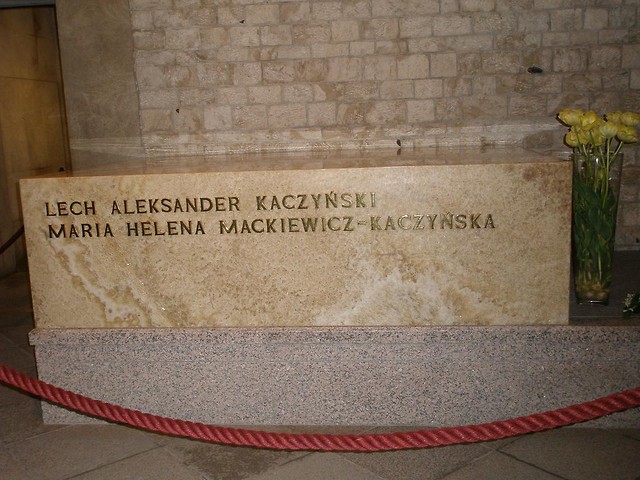 LECH ALEKSANDER KACZYŃSKI
MARIA HELENA MACKIEWICZ-KACZYŃSKA